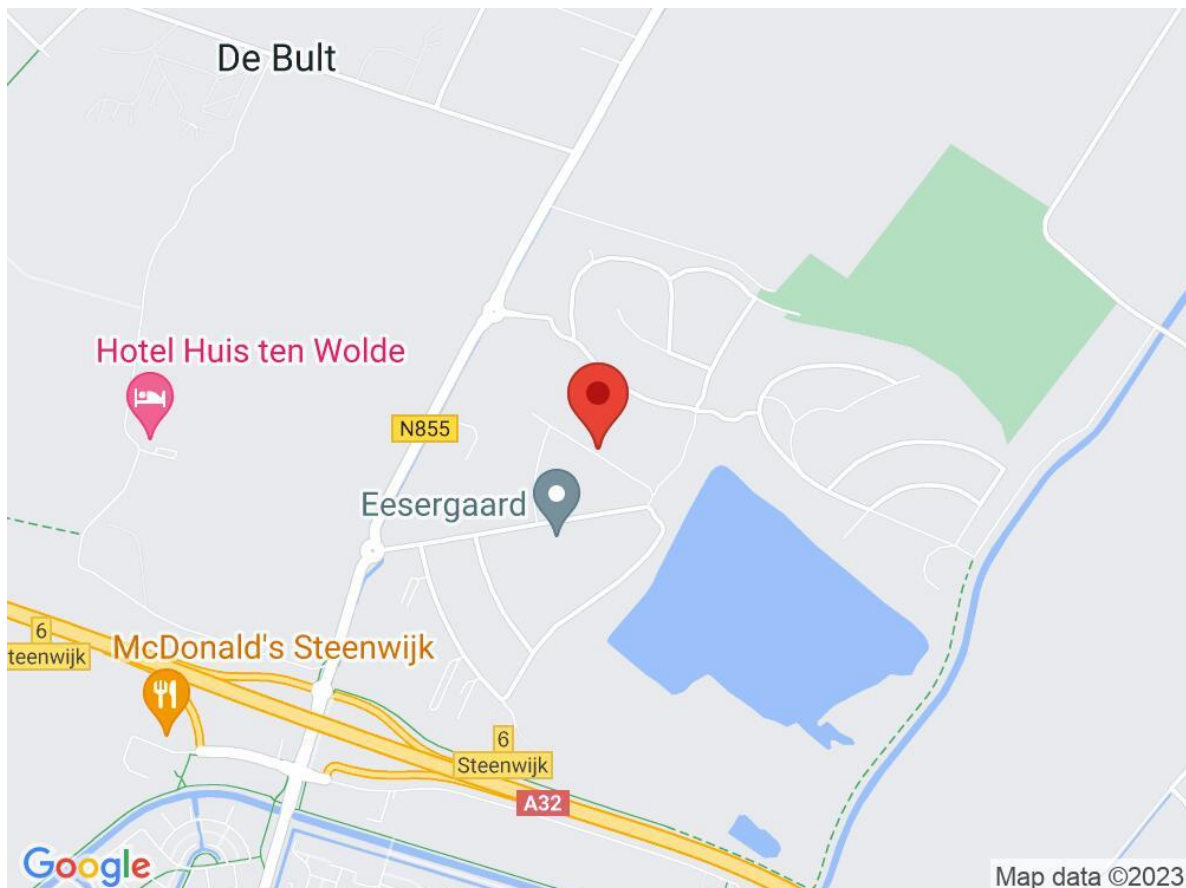 De Bult
Hotel Huis ten Wolde
N855
Eesergaard
6
teenwijk
McDonald's Steenwijk
6
Steenwijk
A32
Google
Map data ©2023